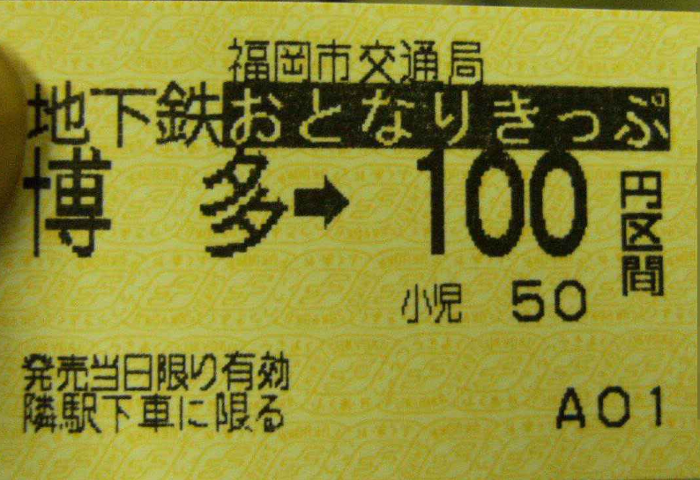 福岡市交通局
地下鉄おとなりきっぷ
博多➡100円区間
小児 50
発売当日限り有効
隣駅下車に限る
A01